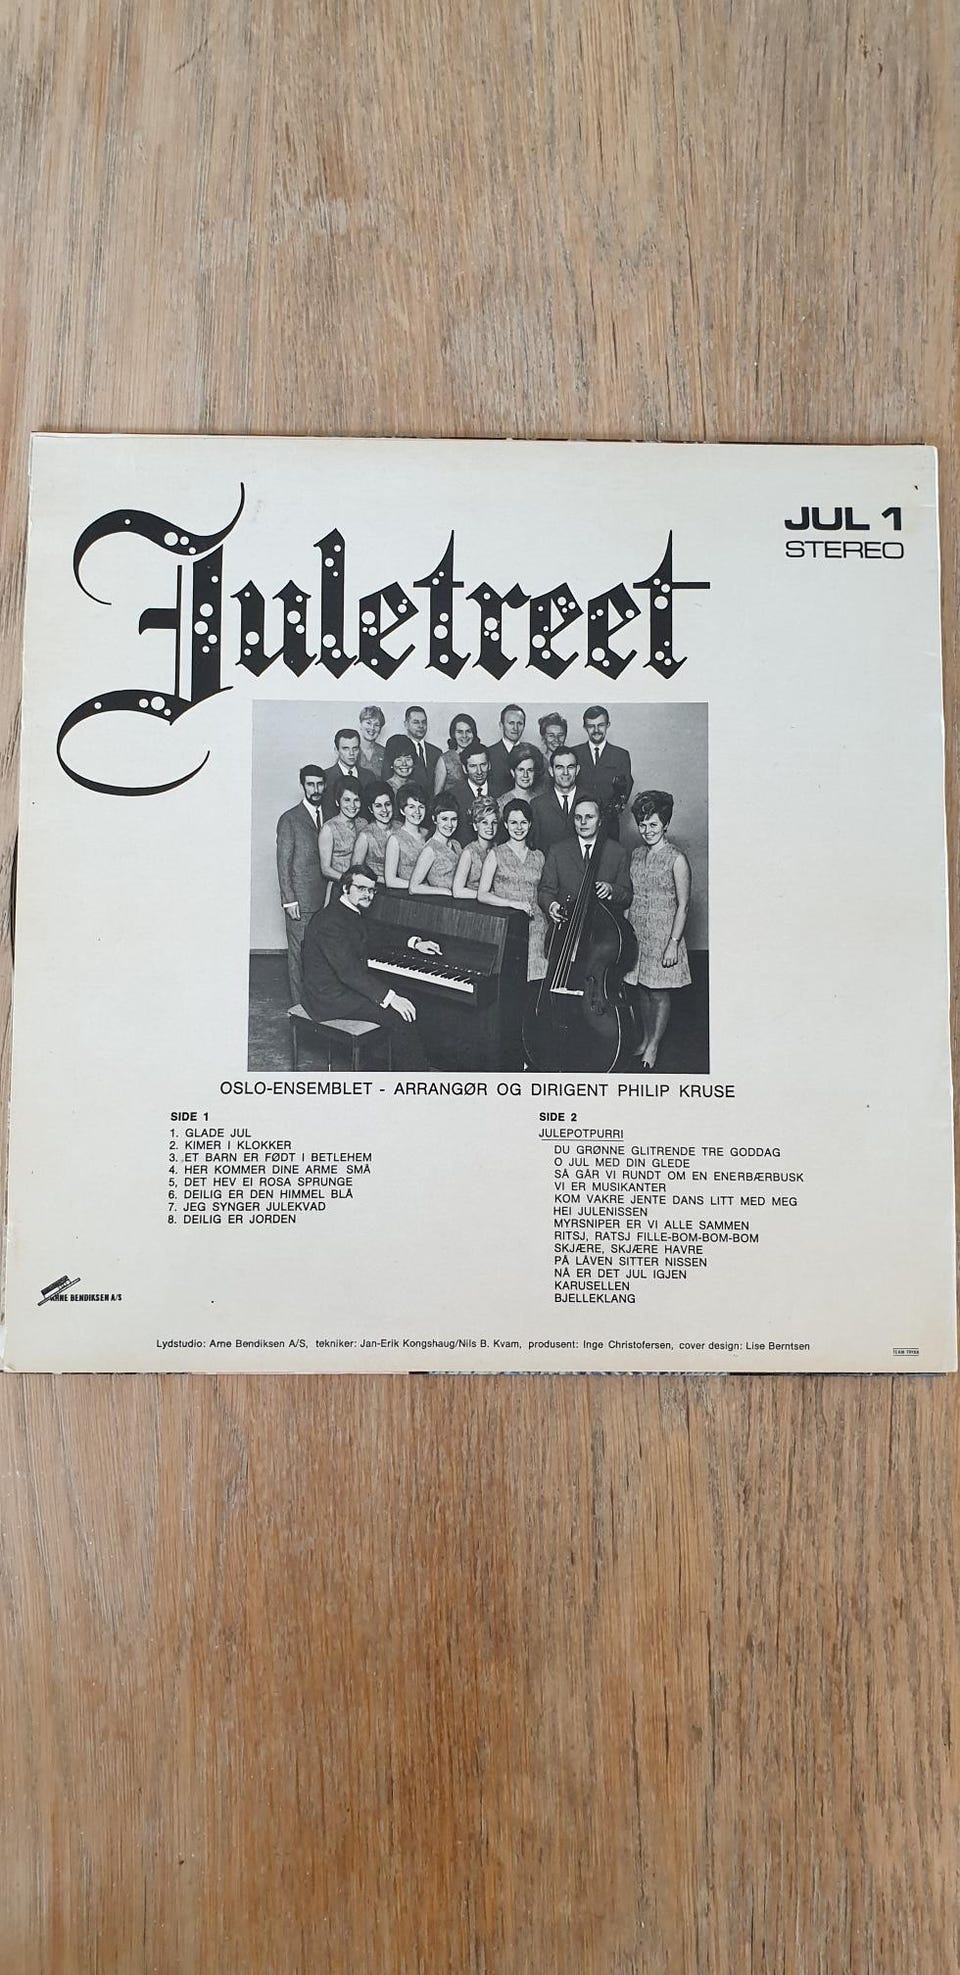 Juletreet
JUL 1
STEREO
OSLO-ENSEMBLET - ARRANGØR OG DIRIGENT PHILIP KRUSE
SIDE 1
1. GLADE JUL
2. KIMER I KLOKKER
3. ET BARN ER FØDT I BETLEHEM
4. HER KOMMER DINE ARME SMÅ
5, DET HEV EI ROSA SPRUNGE
6. DEILIG ER DEN HIMMEL BLÅ
7. JEG SYNGER JULEKVAD
8. DEILIG ER JORDEN
SIDE 2
JULEPOTPURRI
DU GRØNNE GLITRENDE TRE GODDAG
O JUL MED DIN GLEDE
SÅ GÅR VI RUNDT OM EN ENERBÆRBUSK
VI ER MUSIKANTER
KOM VAKRE JENTE DANS LITT MED MEG
HEI JULENISSEN
MYRSNIPER ER VI ALLE SAMMEN
RITSJ, RATSJ FILLE-BOM-BOM-BOM
SKJÆRE, SKJÆRE HAVRE
PÅ LÅVEN SITTER NISSEN
NÅ ER DET JUL IGJEN
KARUSELLEN
BJELLEKLANG
ARNE BENDIKSEN A/S
Lydstudio: Arne Bendiksen A/S, tekniker: Jan-Erik Kongshaug/Nils B. Kvam, produsent: Inge Christofersen, cover design: Lise Berntsen